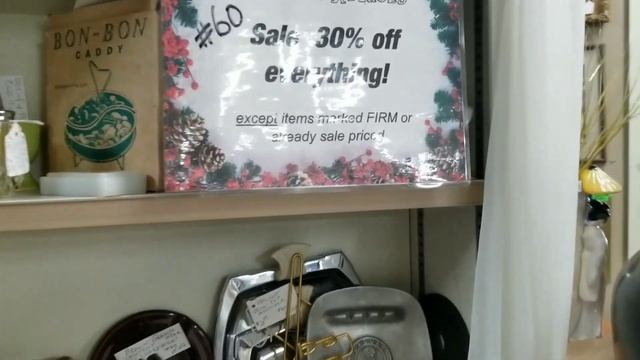 BON-BON
CADDY
#60
Sale 30% off
everything!
except items marked FIRM or
already sale priced